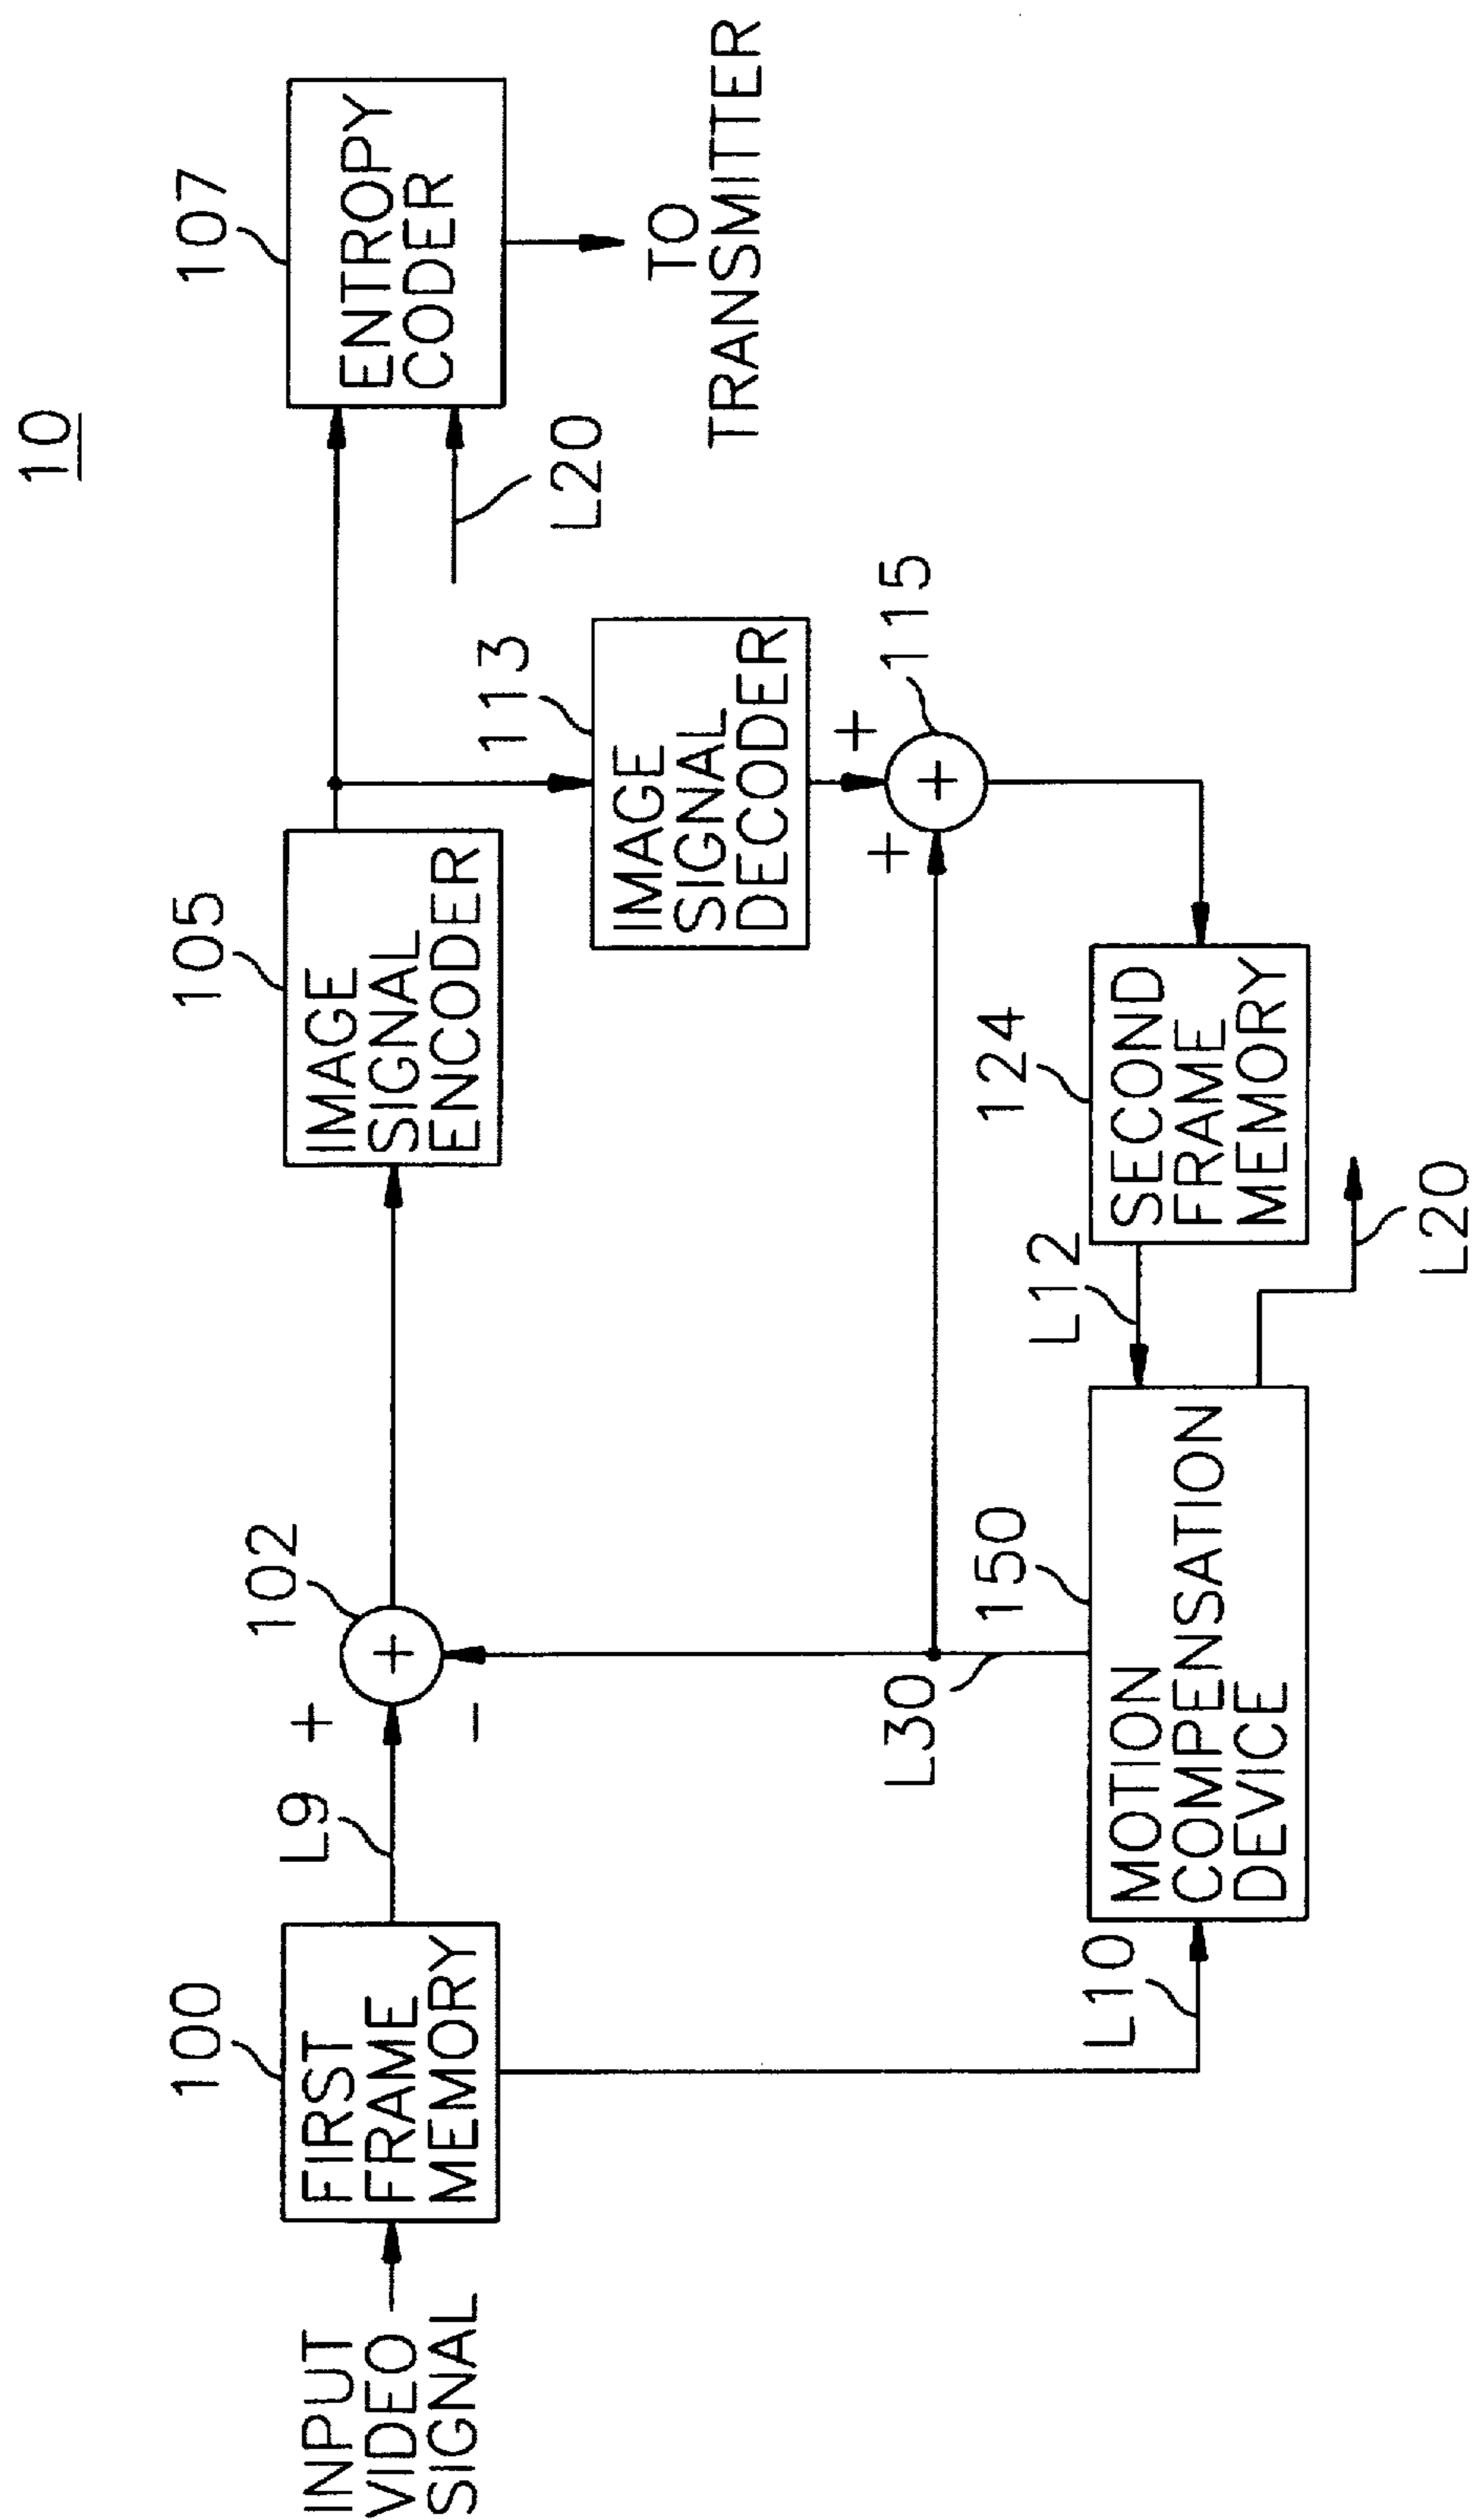 10
INPUT
VIDEO
SIGNAL
100
FIRST
FRAME
MEMORY
L9
+
-
102
+
105
IMAGE
SIGNAL
ENCODER
107
ENTROPY
CODER
L20
TO
TRANSMITTER
113
IMAGE
SIGNAL
DECODER
+
+
+
115
L30
L10
150
MOTION
COMPENSATION
DEVICE
L12
124
SECOND
FRAME
MEMORY
L20